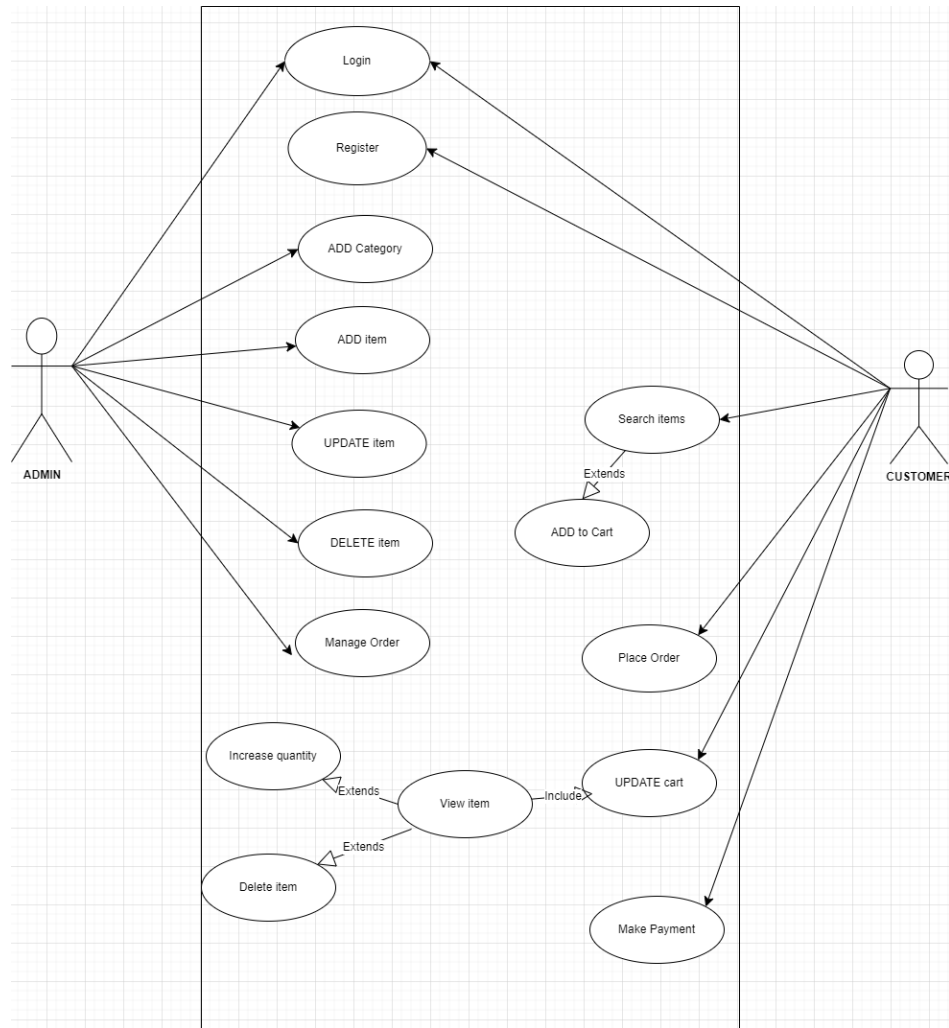 Login
Register
ADD Category
ADD item
ADMIN
UPDATE item
Search items
CUSTOMER
Extends
ADD to Cart
DELETE item
Manage Order
Place Order
Increase quantity
Extends
View item
Include
UPDATE cart
Extends
Delete item
Make Payment